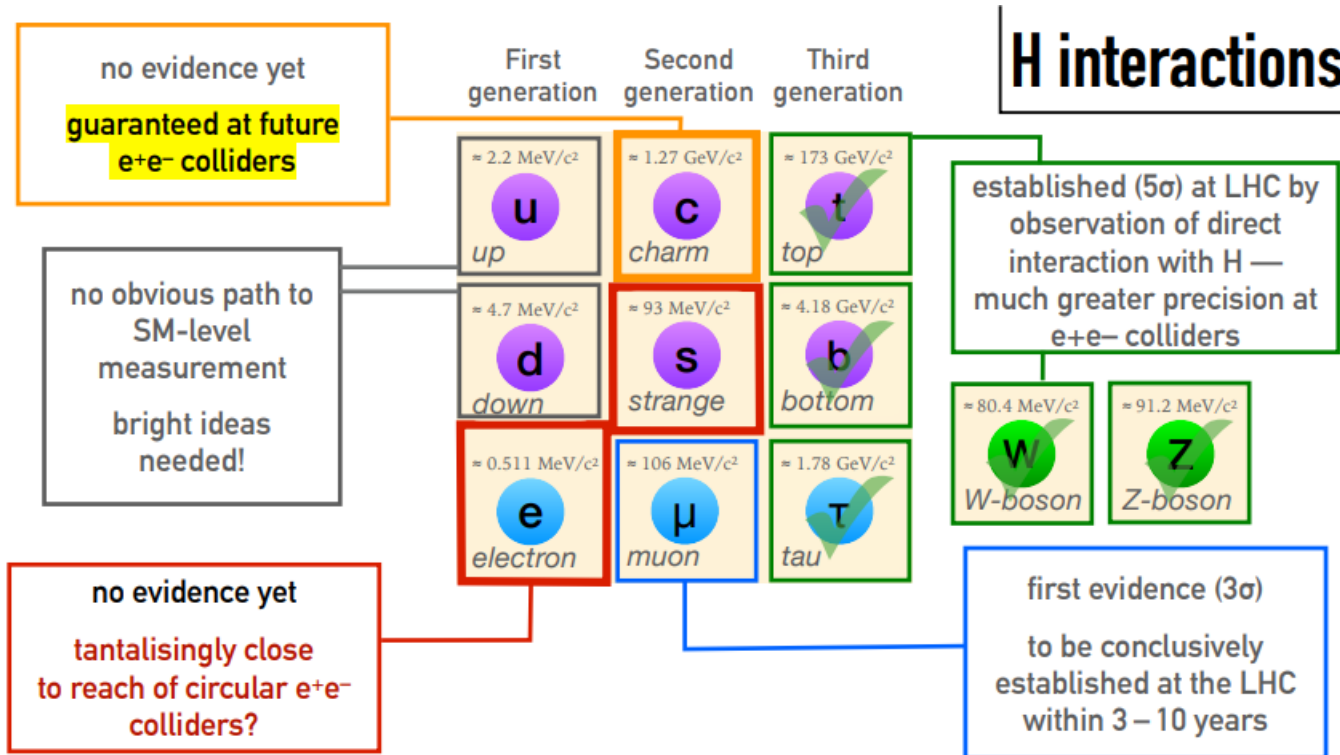 H interactions
no evidence yet
guaranteed at future
e+e− colliders
First
generation
Second
generation
Third
generation
≈ 2.2 MeV/c²
u
up
≈ 1.27 GeV/c²
c
charm
≈ 173 GeV/c²
t
top
established (5σ) at LHC by
observation of direct
interaction with H —
much greater precision at
e+e− colliders
no obvious path to
SM-level
measurement
bright ideas
needed!
≈ 4.7 MeV/c²
d
down
≈ 93 MeV/c²
s
strange
≈ 4.18 GeV/c²
b
bottom
≈ 80.4 MeV/c²
W
W-boson
≈ 91.2 MeV/c²
Z
Z-boson
≈ 0.511 MeV/c²
e
electron
≈ 106 MeV/c²
μ
muon
≈ 1.78 GeV/c²
τ
tau
no evidence yet
tantalisingly close
to reach of circular e+e−
colliders?
first evidence (3σ)
to be conclusively
established at the LHC
within 3 – 10 years